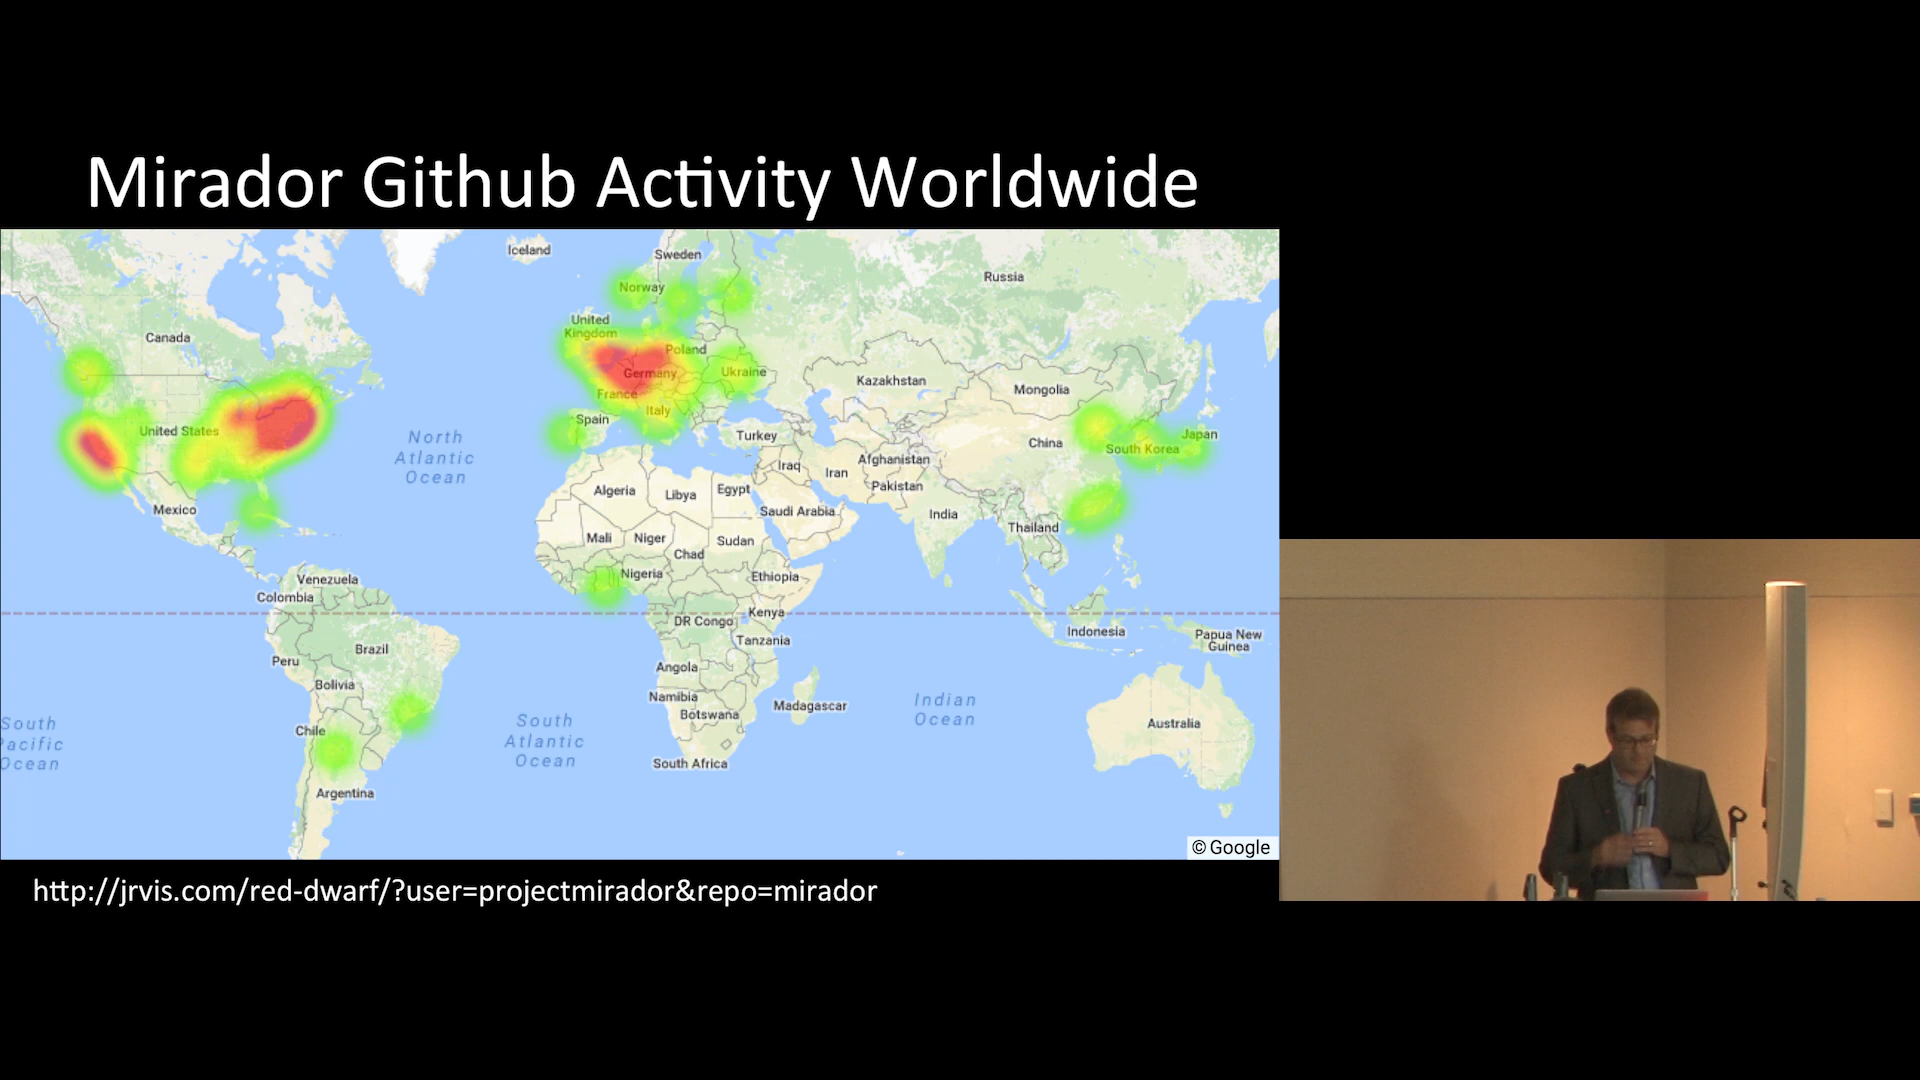 Mirador Github Activity Worldwide
Iceland
Sweden
Russia
Norway
United
Kingdom
Canada
Poland
Germany
Ukraine
Kazakhstan
Mongolia
France
Italy
Spain
United States
North
Atlantic
Ocean
Turkey
China
Japan
South Korea
Iraq
Iran
Afghanistan
Pakistan
Algeria
Libya
Egypt
Saudi Arabia
India
Mexico
Thailand
Mali
Niger
Sudan
Chad
Nigeria
Ethiopia
Venezuela
Colombia
Kenya
DR Congo
Tanzania
Indonesia
Papua New
Guinea
Brazil
Peru
Angola
Bolivia
Namibia
Botswana
Madagascar
Indian
Ocean
South
Pacific
Ocean
South
Atlantic
Ocean
Chile
Australia
South Africa
Argentina
© Google
http://jrvis.com/red-dwarf/?user=projectmirador&repo=mirador